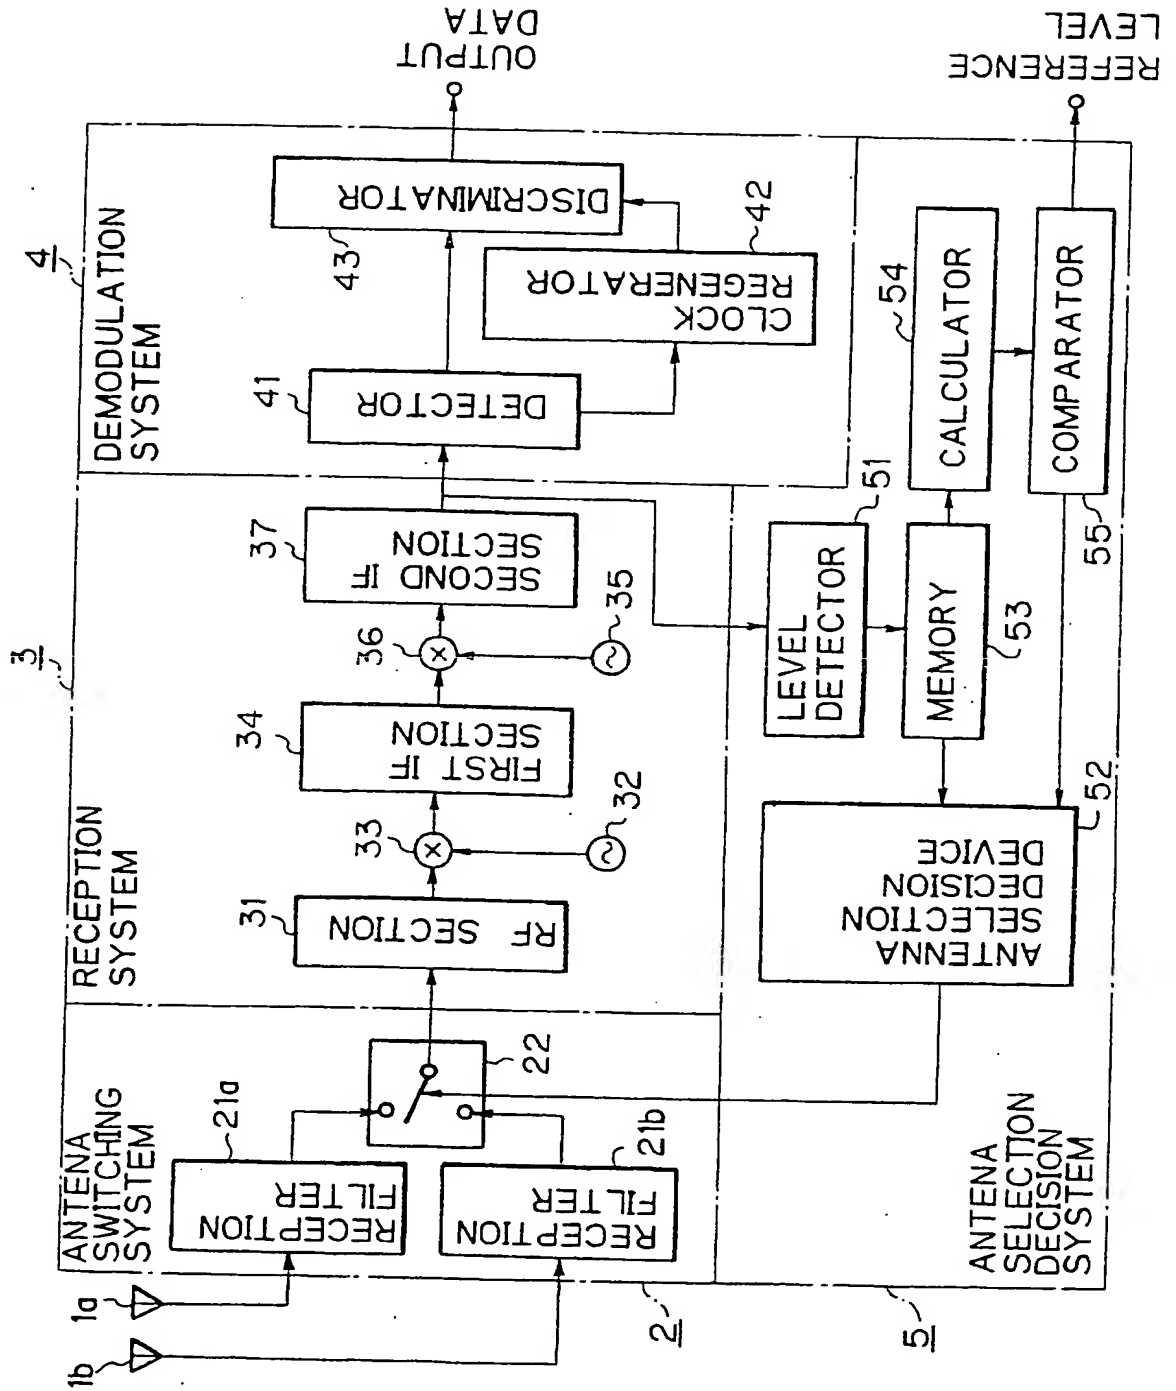 1a
1b
ANTENA
SWITCHING
SYSTEM
RECEPTION
FILTER
21a
RECEPTION
FILTER
21b
22
2
RECEPTION
SYSTEM
3
RF SECTION
31
33
32
FIRST IF
SECTION
34
36
35
SECOND IF
SECTION
37
DEMODULATION
SYSTEM
4
DETECTOR
41
CLOCK
REGENERATOR
42
DISCRIMINATOR
43
OUTPUT
DATA
ANTENA
SELECTION
DECISION
SYSTEM
5
ANTENNA
SELECTION
DECISION
DEVICE
52
LEVEL
DETECTOR
51
MEMORY
53
CALCULATOR
54
COMPARATOR
55
REFERENCE
LEVEL